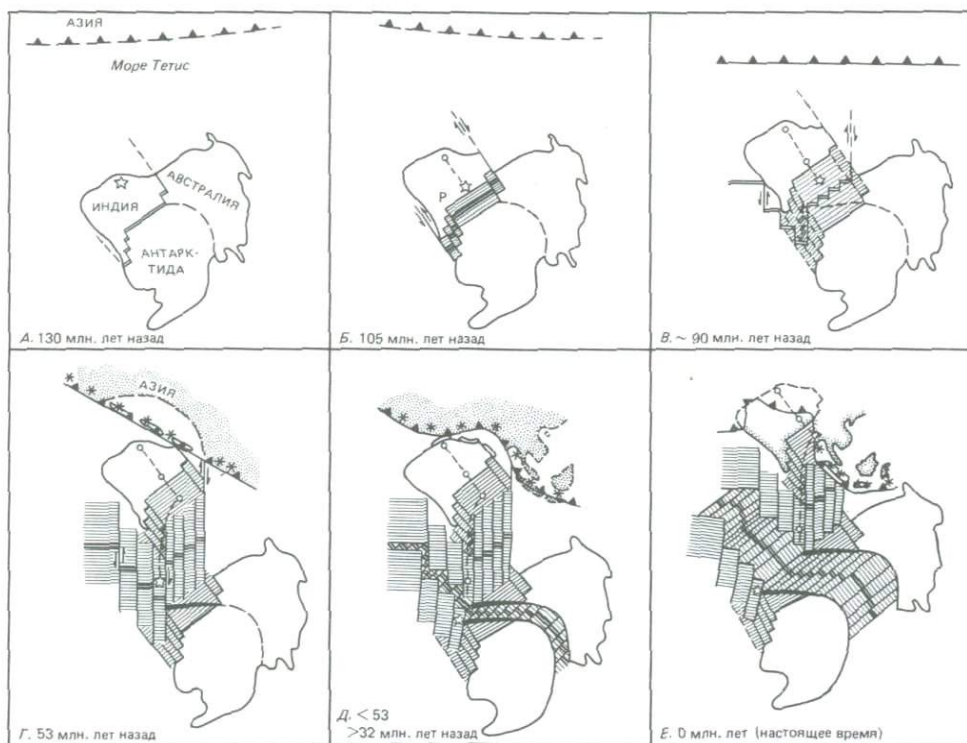 АЗИЯ
Море Тетис
ИНДИЯ
АВСТРАЛИЯ
АНТАРК-
ТИДА
А. 130 млн. лет назад
Р
Б. 105 млн. лет назад
В. ~ 90 млн. лет назад
АЗИЯ
Г. 53 млн. лет назад
Д. < 53
>32 млн. лет назад
Е. 0 млн. лет (настоящее время)